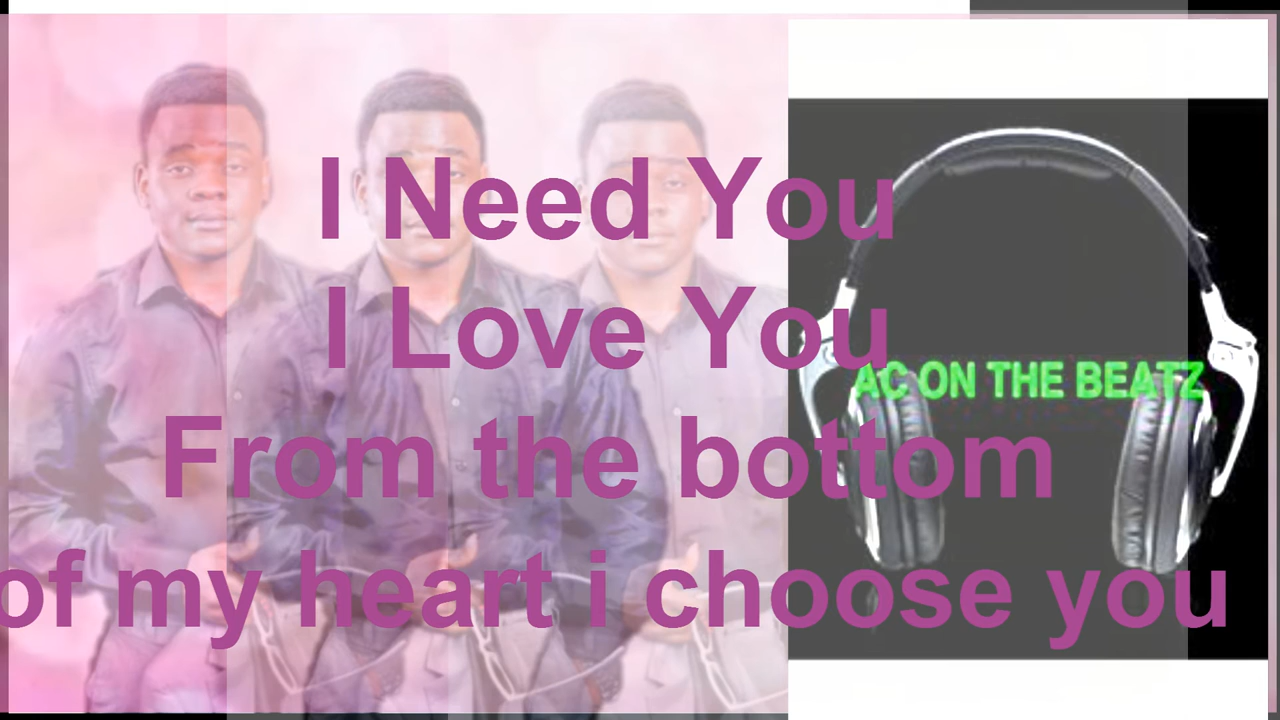 I Need You
I Love You
AC ON THE BEATZ
From the bottom
of my heart i choose you